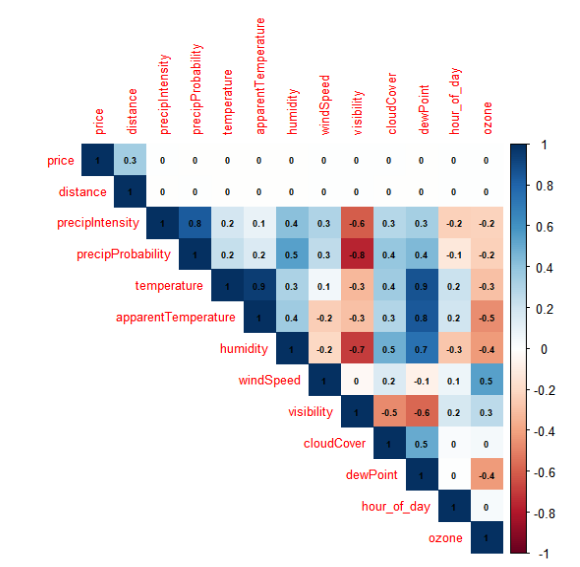 price distance precipIntensity precipProbability temperature apparentTemperature humidity windSpeed visibility cloudCover dewPoint hour_of_day ozone
price 1 0.3 0 0 0 0 0 0 0 0 0 0 0 1
distance 1 0 0 0 0 0 0 0 0 0 0 0 0.8
precipIntensity 1 0.8 0.2 0.1 0.4 0.3 -0.6 0.3 0.3 -0.2 -0.2 0.6
precipProbability 1 0.2 0.2 0.5 0.3 -0.8 0.4 0.4 -0.1 -0.2 0.4
temperature 1 0.9 0.3 0.1 -0.3 0.4 0.9 0.2 -0.3 0.2
apparentTemperature 1 0.4 -0.2 -0.3 0.3 0.8 0.2 -0.5
humidity 1 -0.2 -0.7 0.5 0.7 -0.3 -0.4 0
windSpeed 1 0 0.2 -0.1 0.1 0.5 -0.2
visibility 1 -0.5 -0.6 0.2 0.3 -0.4
cloudCover 1 0.5 0 0
dewPoint 1 0 -0.4 -0.6
hour_of_day 1 0 -0.8
ozone 1 -1